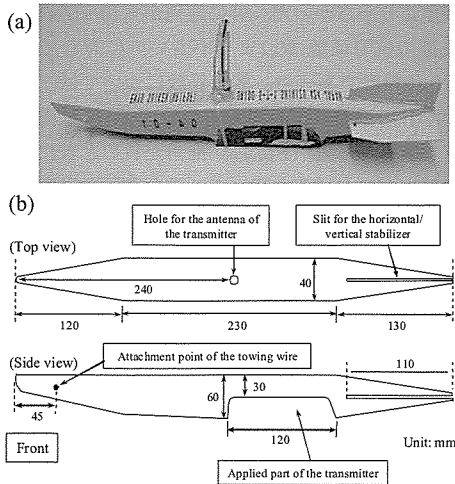 (a)
(b)
(Top view)
Hole for the antenna of
the transmitter
Slit for the horizontal/
vertical stabilizer
240
40
120
230
130
(Side view)
Attachment point of the towing wire
110
60
30
45
120
Front
Unit: mm
Applied part of the transmitter